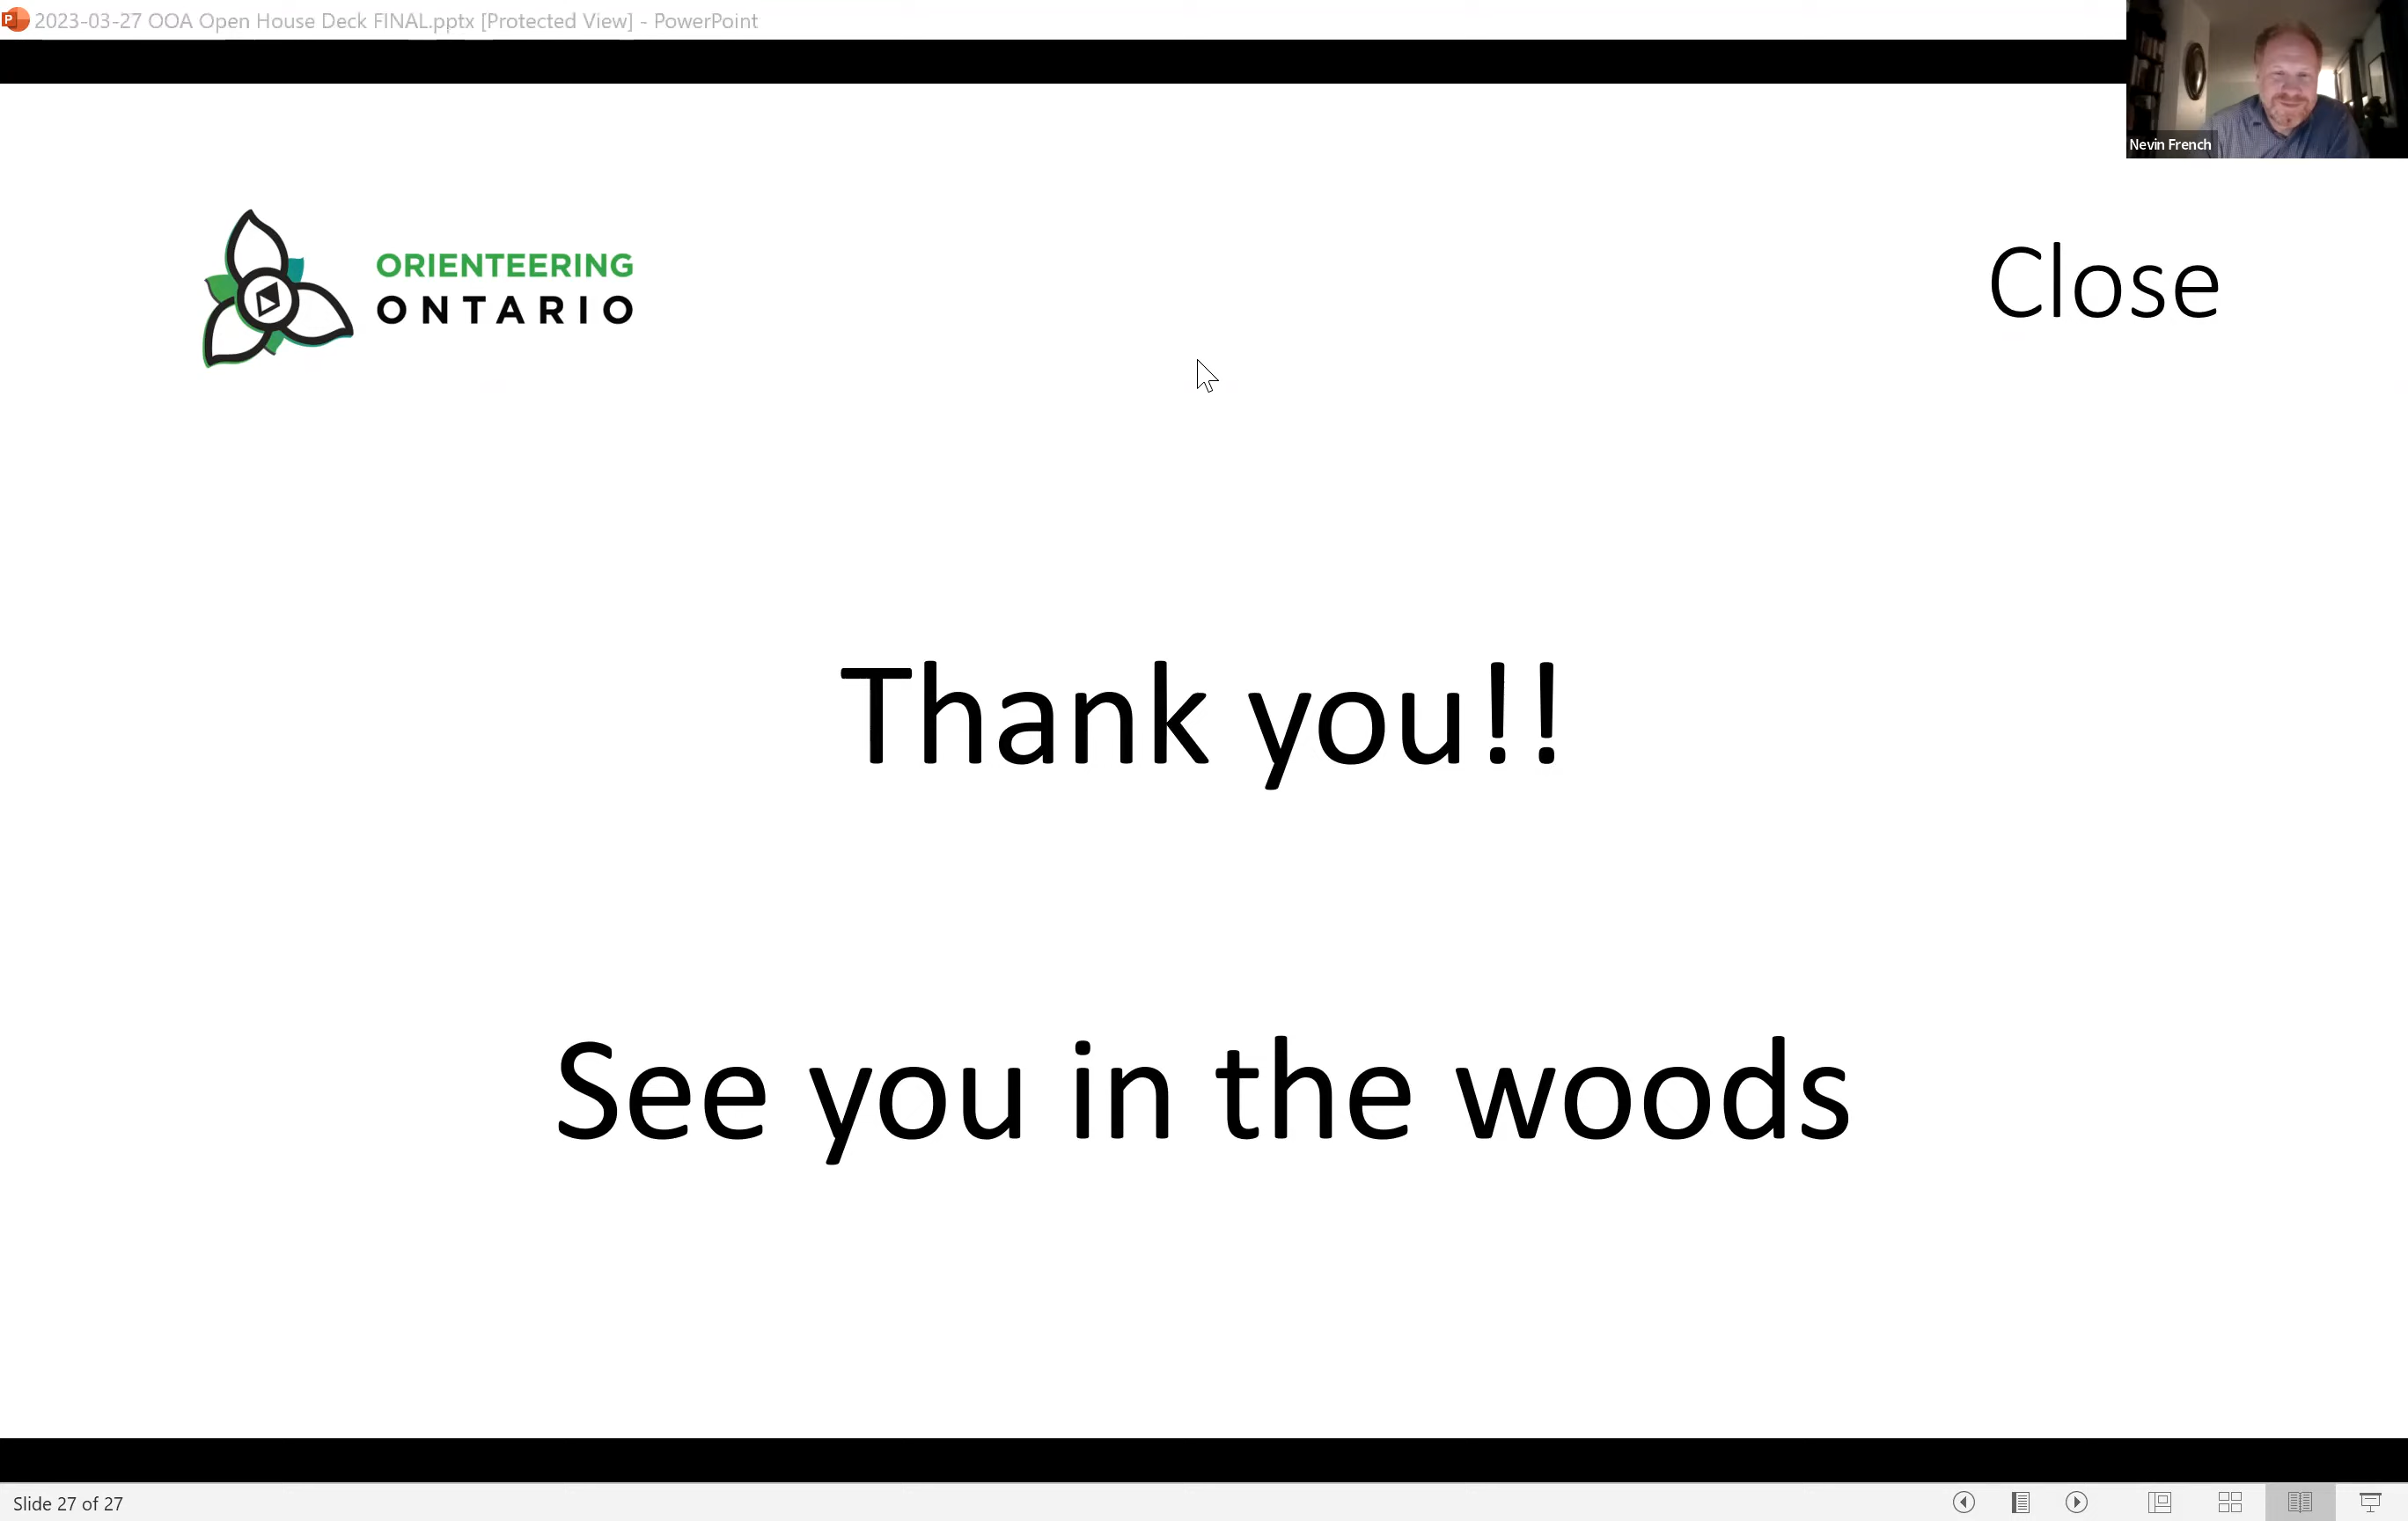 2023-03-27 OOA Open House Deck FINAL.pptx [Protected View] - PowerPoint
Nevin French
ORIENTEERING
ONTARIO
Close
Thank you!!
See you in the woods
Slide 27 of 27